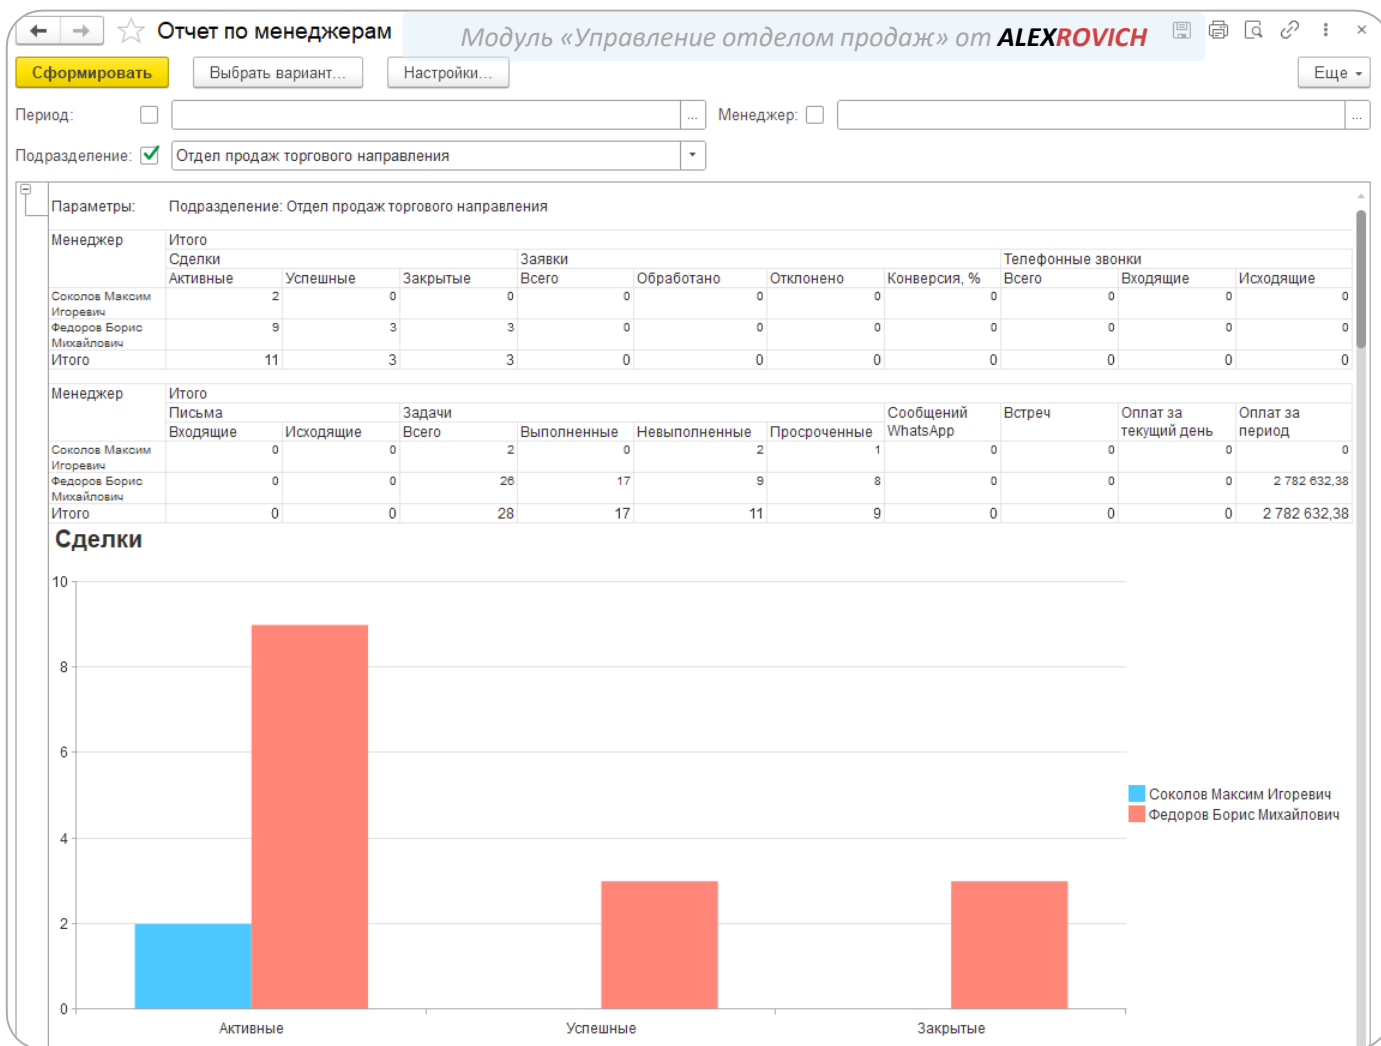 Отчет по менеджерам
Модуль «Управление отделом продаж» от ALEXROVICH
Сформировать Выбрать вариант... Настройки... Еще
Период: ... Менеджер: ...
Подразделение: Отдел продаж торгового направления
Параметры: Подразделение: Отдел продаж торгового направления
Менеджер Итого
Сделки Заявки Телефонные звонки
Активные Успешные Закрытые Всего Обработано Отклонено Конверсия, % Всего Входящие Исходящие
Соколов Максим 2 0 0 0 0 0 0 0 0 0
Игоревич
Федоров Борис 9 3 3 0 0 0 0 0 0 0
Михайлович
Итого 11 3 3 0 0 0 0 0 0 0
Менеджер Итого
Письма Задачи Сообщений Встреч Оплат за Оплат за
Входящие Исходящие Всего Выполненные Невыполненные Просроченные WhatsApp текущий день период
Соколов Максим 0 0 2 0 2 1 0 0 0 0
Игоревич
Федоров Борис 0 0 26 17 9 8 0 0 0 2 782 632,38
Михайлович
Итого 0 0 28 17 11 9 0 0 0 2 782 632,38
Сделки
10
8
6
Соколов Максим Игоревич
Федоров Борис Михайлович
4
2
0
Активные Успешные Закрытые